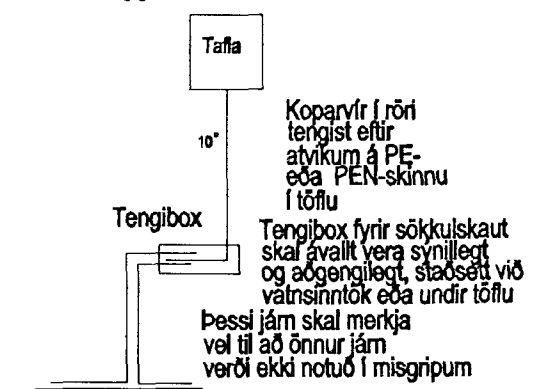 Tafla
Koparvír í röri
tengist eftir
atvikum á PE-
eða PEN-skinnu
í töflu
10"
Tengibox
Tengibox fyrir sökkulskaut
skal ávallt vera sýnillegt
og aðgengilegt, staðsett við
vatnsinntök eða undir töflu
Þessi járn skal merkja
vel til að önnur járn
verði ekki notuð í misgripum